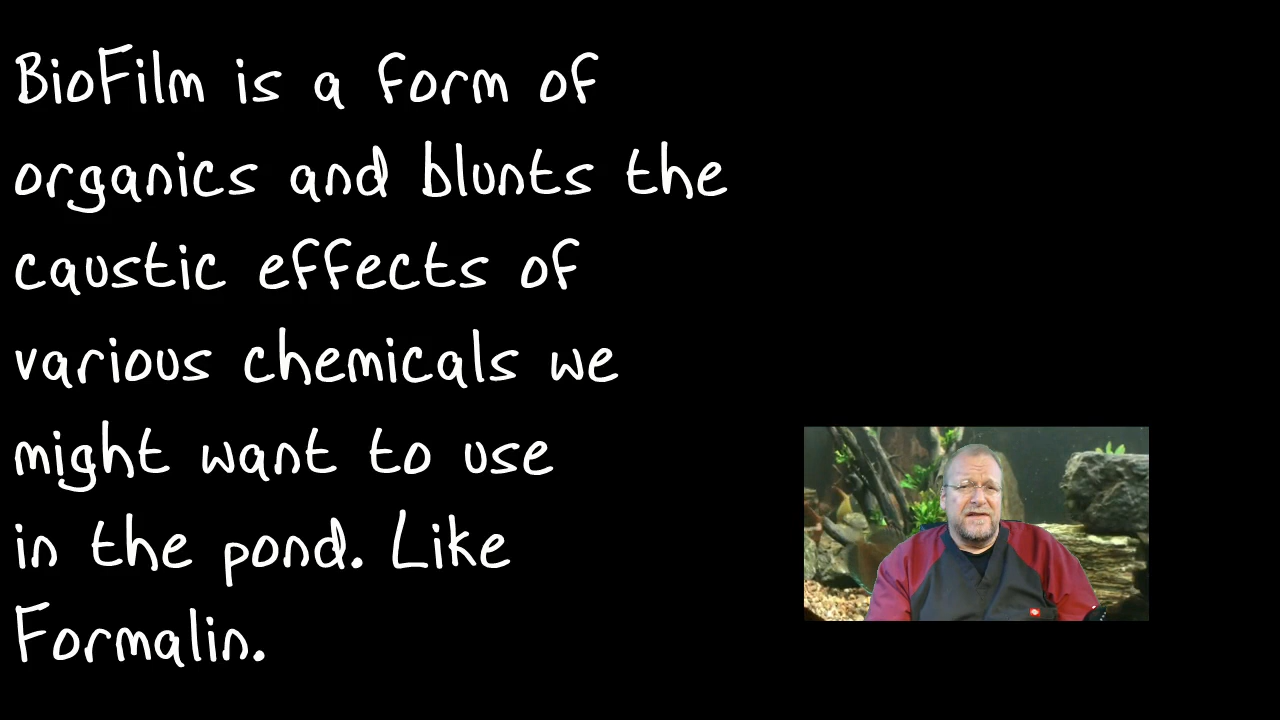 BioFilm is a form of
organics and blunts the
caustic effects of
various chemicals we
might want to use
in the pond. Like
Formalin.